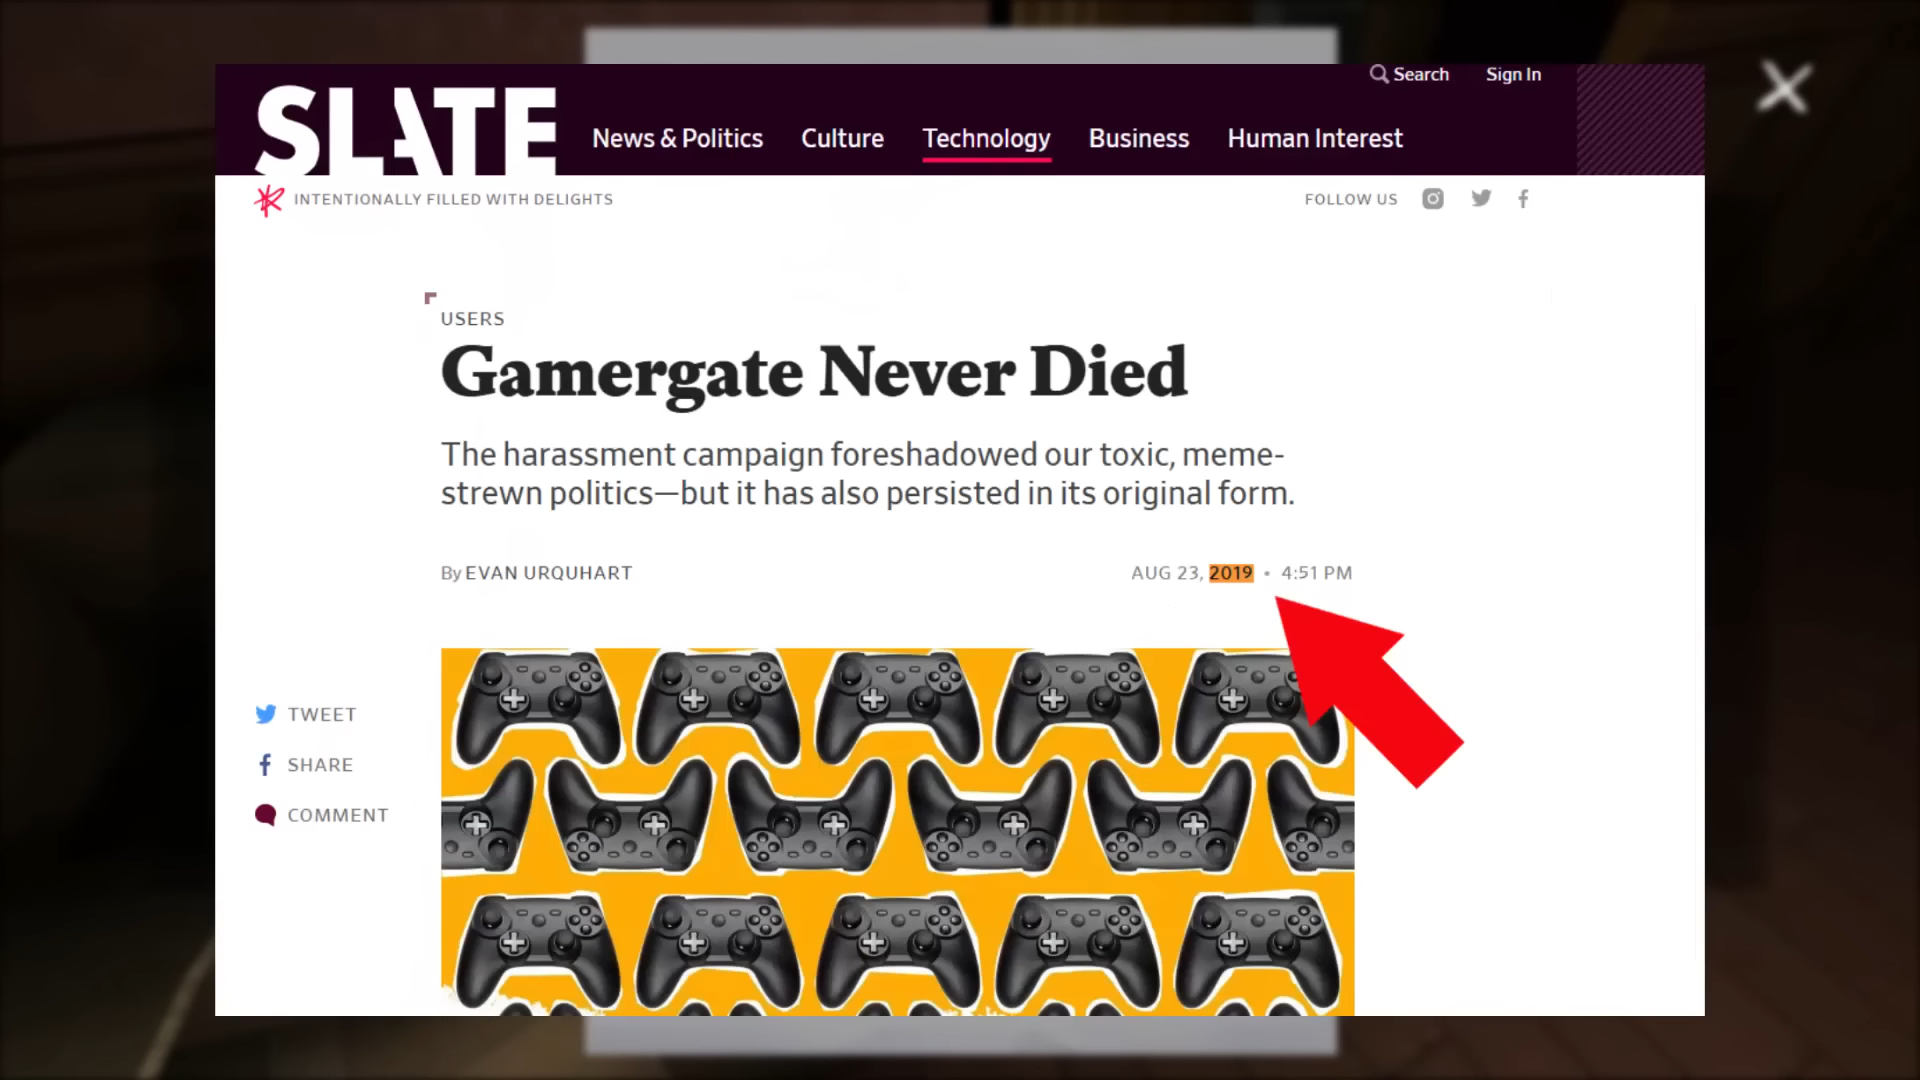 SLATE
Search
Sign In
News & Politics
Culture
Technology
Business
Human Interest
INTENTIONALLY FILLED WITH DELIGHTS
FOLLOW US
USERS
Gamergate Never Died
The harassment campaign foreshadowed our toxic, meme-
strewn politics—but it has also persisted in its original form.
By EVAN URQUHART
AUG 23, 2019 • 4:51 PM
TWEET
SHARE
COMMENT